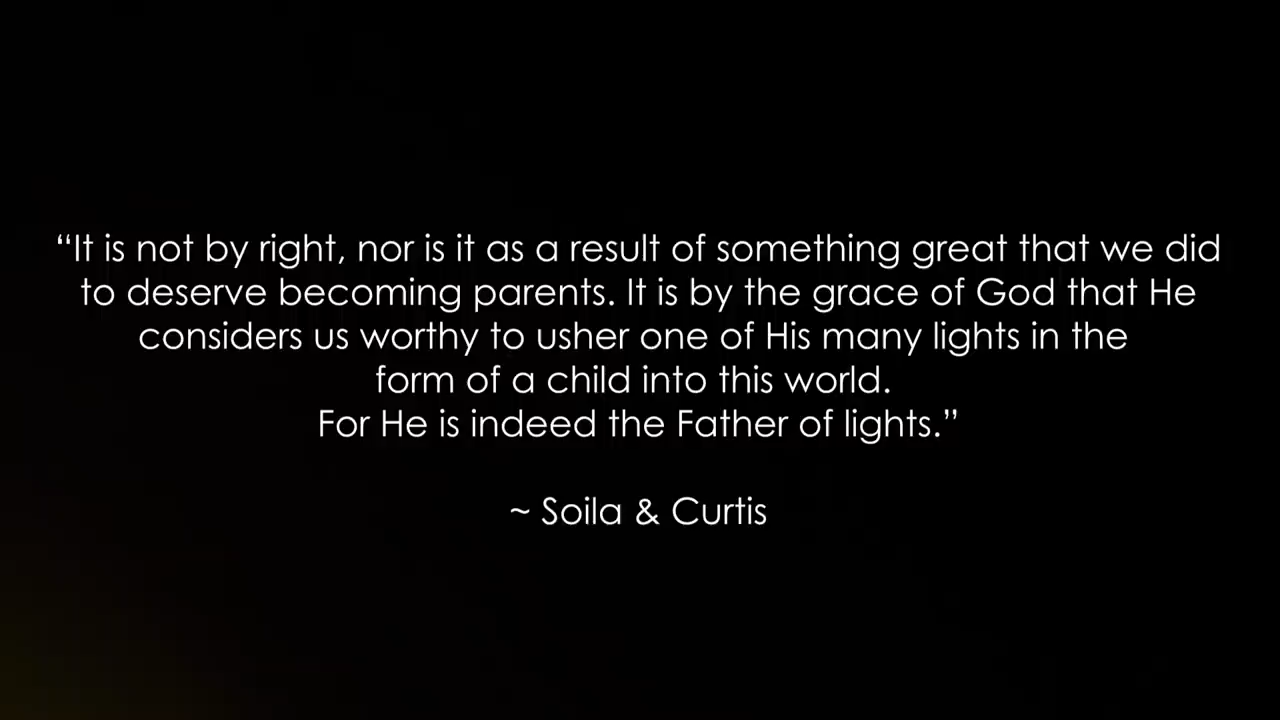 “It is not by right, nor is it as a result of something great that we did
to deserve becoming parents. It is by the grace of God that He
considers us worthy to usher one of His many lights in the
form of a child into this world.
For He is indeed the Father of lights.”
~ Soila & Curtis